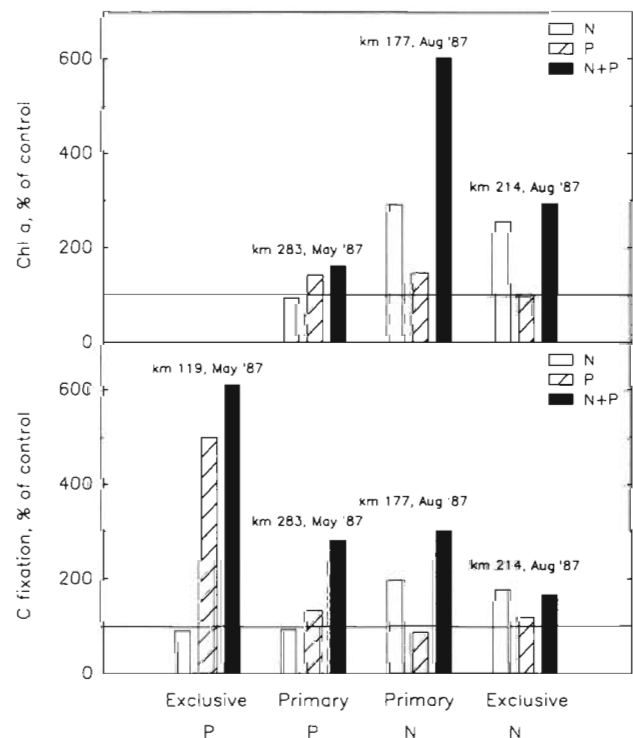 N
P
N+P
km 177, Aug '87
600
400
km 214, Aug '87
km 283, May '87
200
0
Chl a, % of control
N
P
N+P
km 119, May '87
600
400
km 177, Aug '87
km 283, May '87
km 214, Aug '87
200
0
C fixation, % of control
Exclusive Primary Primary Exclusive
P P N N